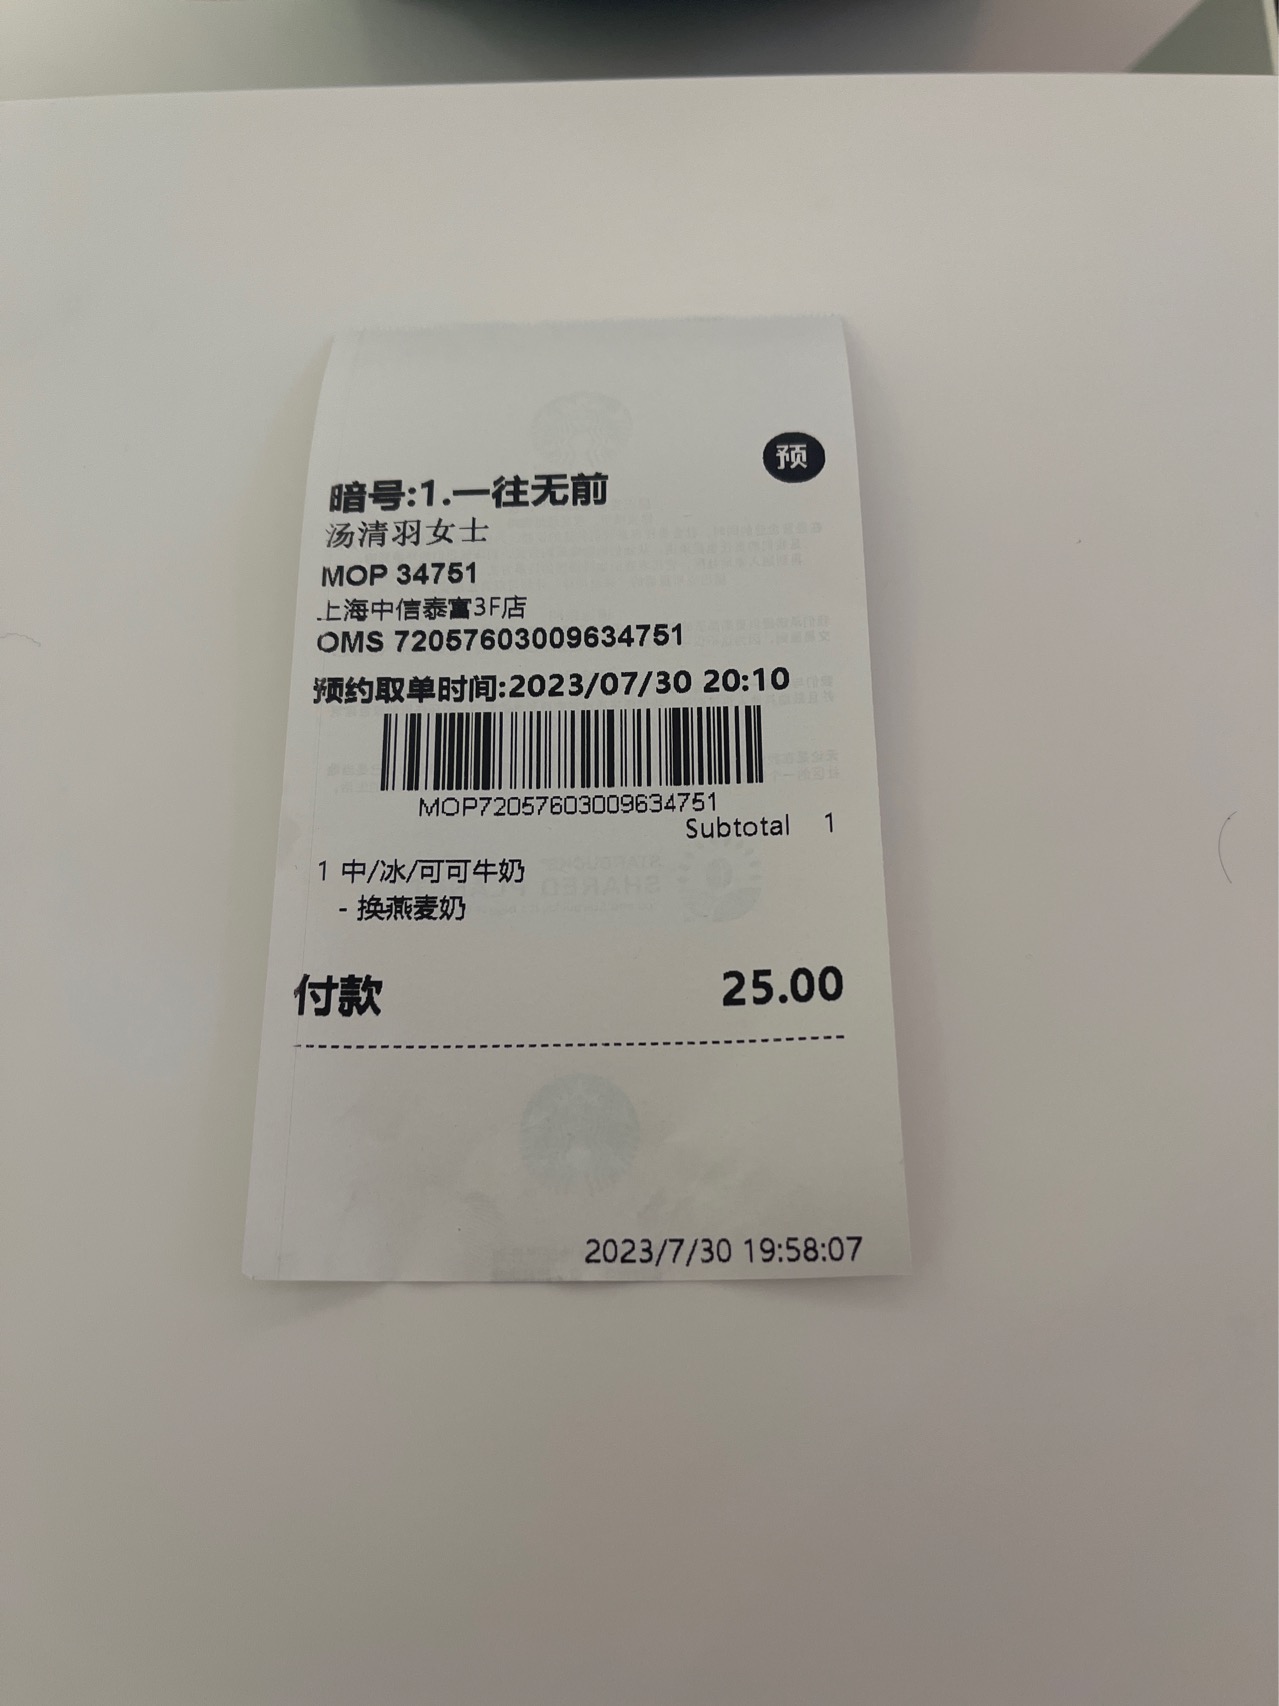 预
暗号:1.一往无前
汤清羽女士
MOP 34751
上海中信泰富3F店
OMS 72057603009634751
预约取单时间:2023/07/30 20:10
MOP72057603009634751
Subtotal 1
1 中/冰/可可牛奶
- 换燕麦奶
付款 25.00
2023/7/30 19:58:07